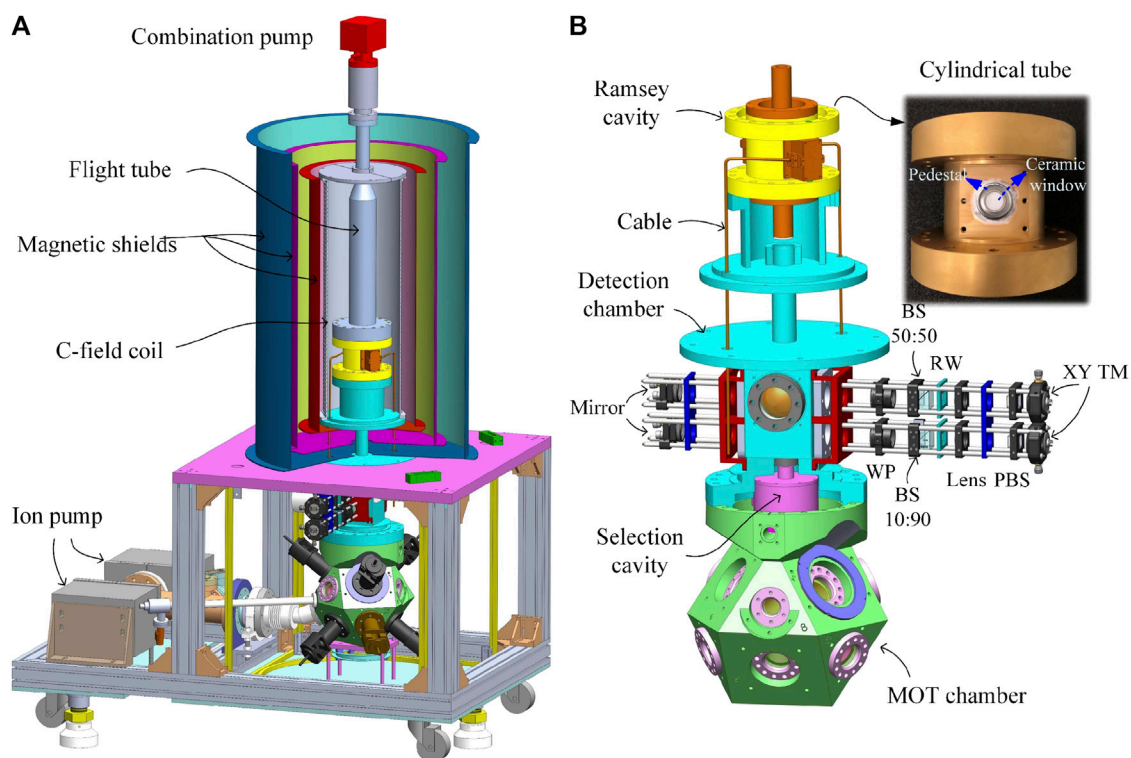 A
Combination pump
Flight tube
Magnetic shields
C-field coil
Ion pump
B
Ramsey
cavity
Cylindrical tube
Pedestal
Ceramic
window
Cable
Detection
chamber
BS
50:50
RW
XY TM
Mirror
WP
BS
10:90
Lens PBS
Selection
cavity
8
MOT chamber